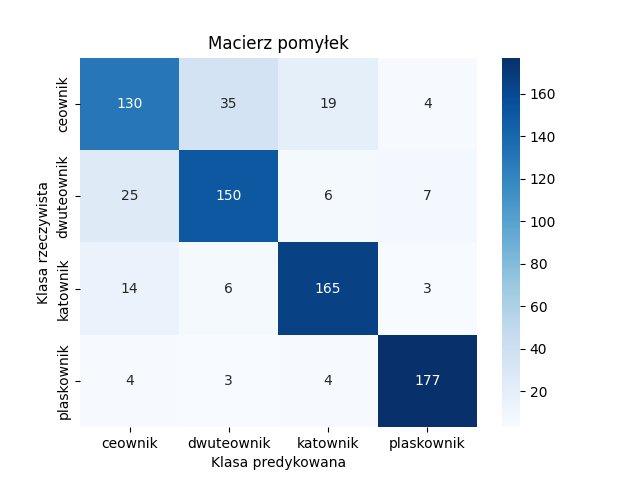 Macierz pomyłek
Klasa rzeczywista
ceownik
130 35 19 4
dwuteownik
25 150 6 7
katownik
14 6 165 3
plaskownik
4 3 4 177
ceownik dwuteownik katownik plaskownik
Klasa predykowana
160
140
120
100
80
60
40
20